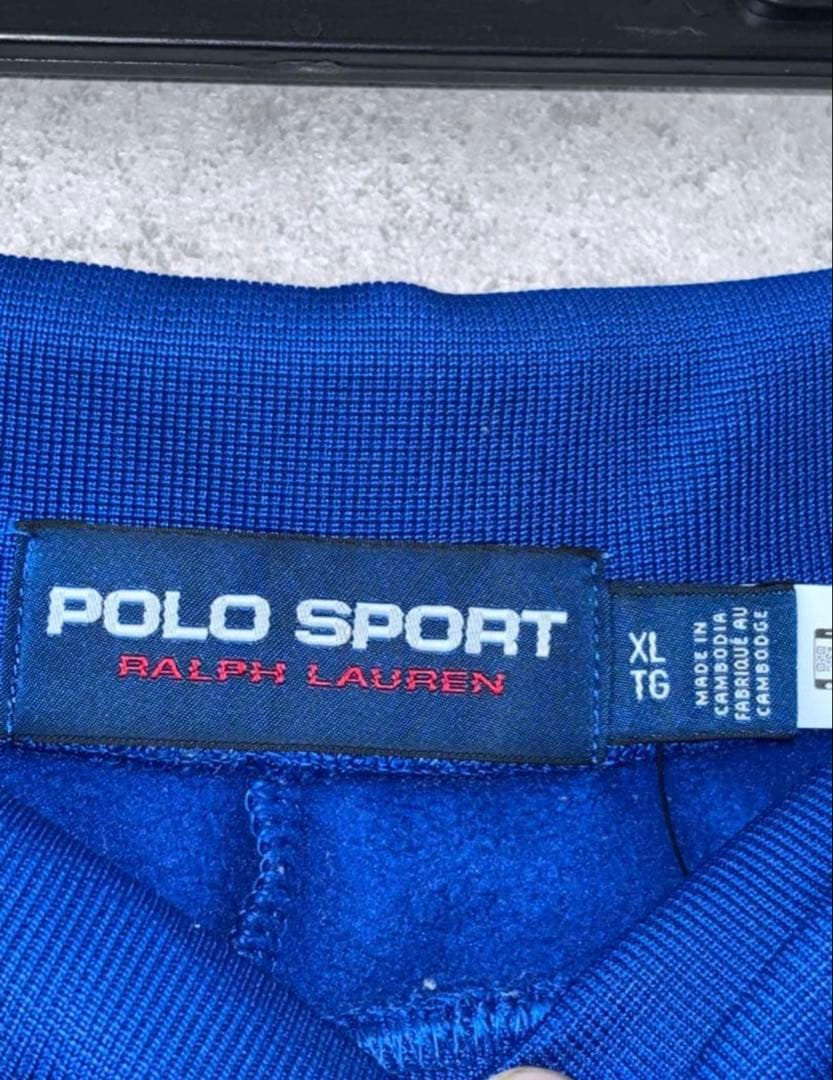 POLO SPORT
RALPH LAUREN
XL
TG
MADE IN
CAMBODIA
FABRIQUÉ AU
CAMBODGE